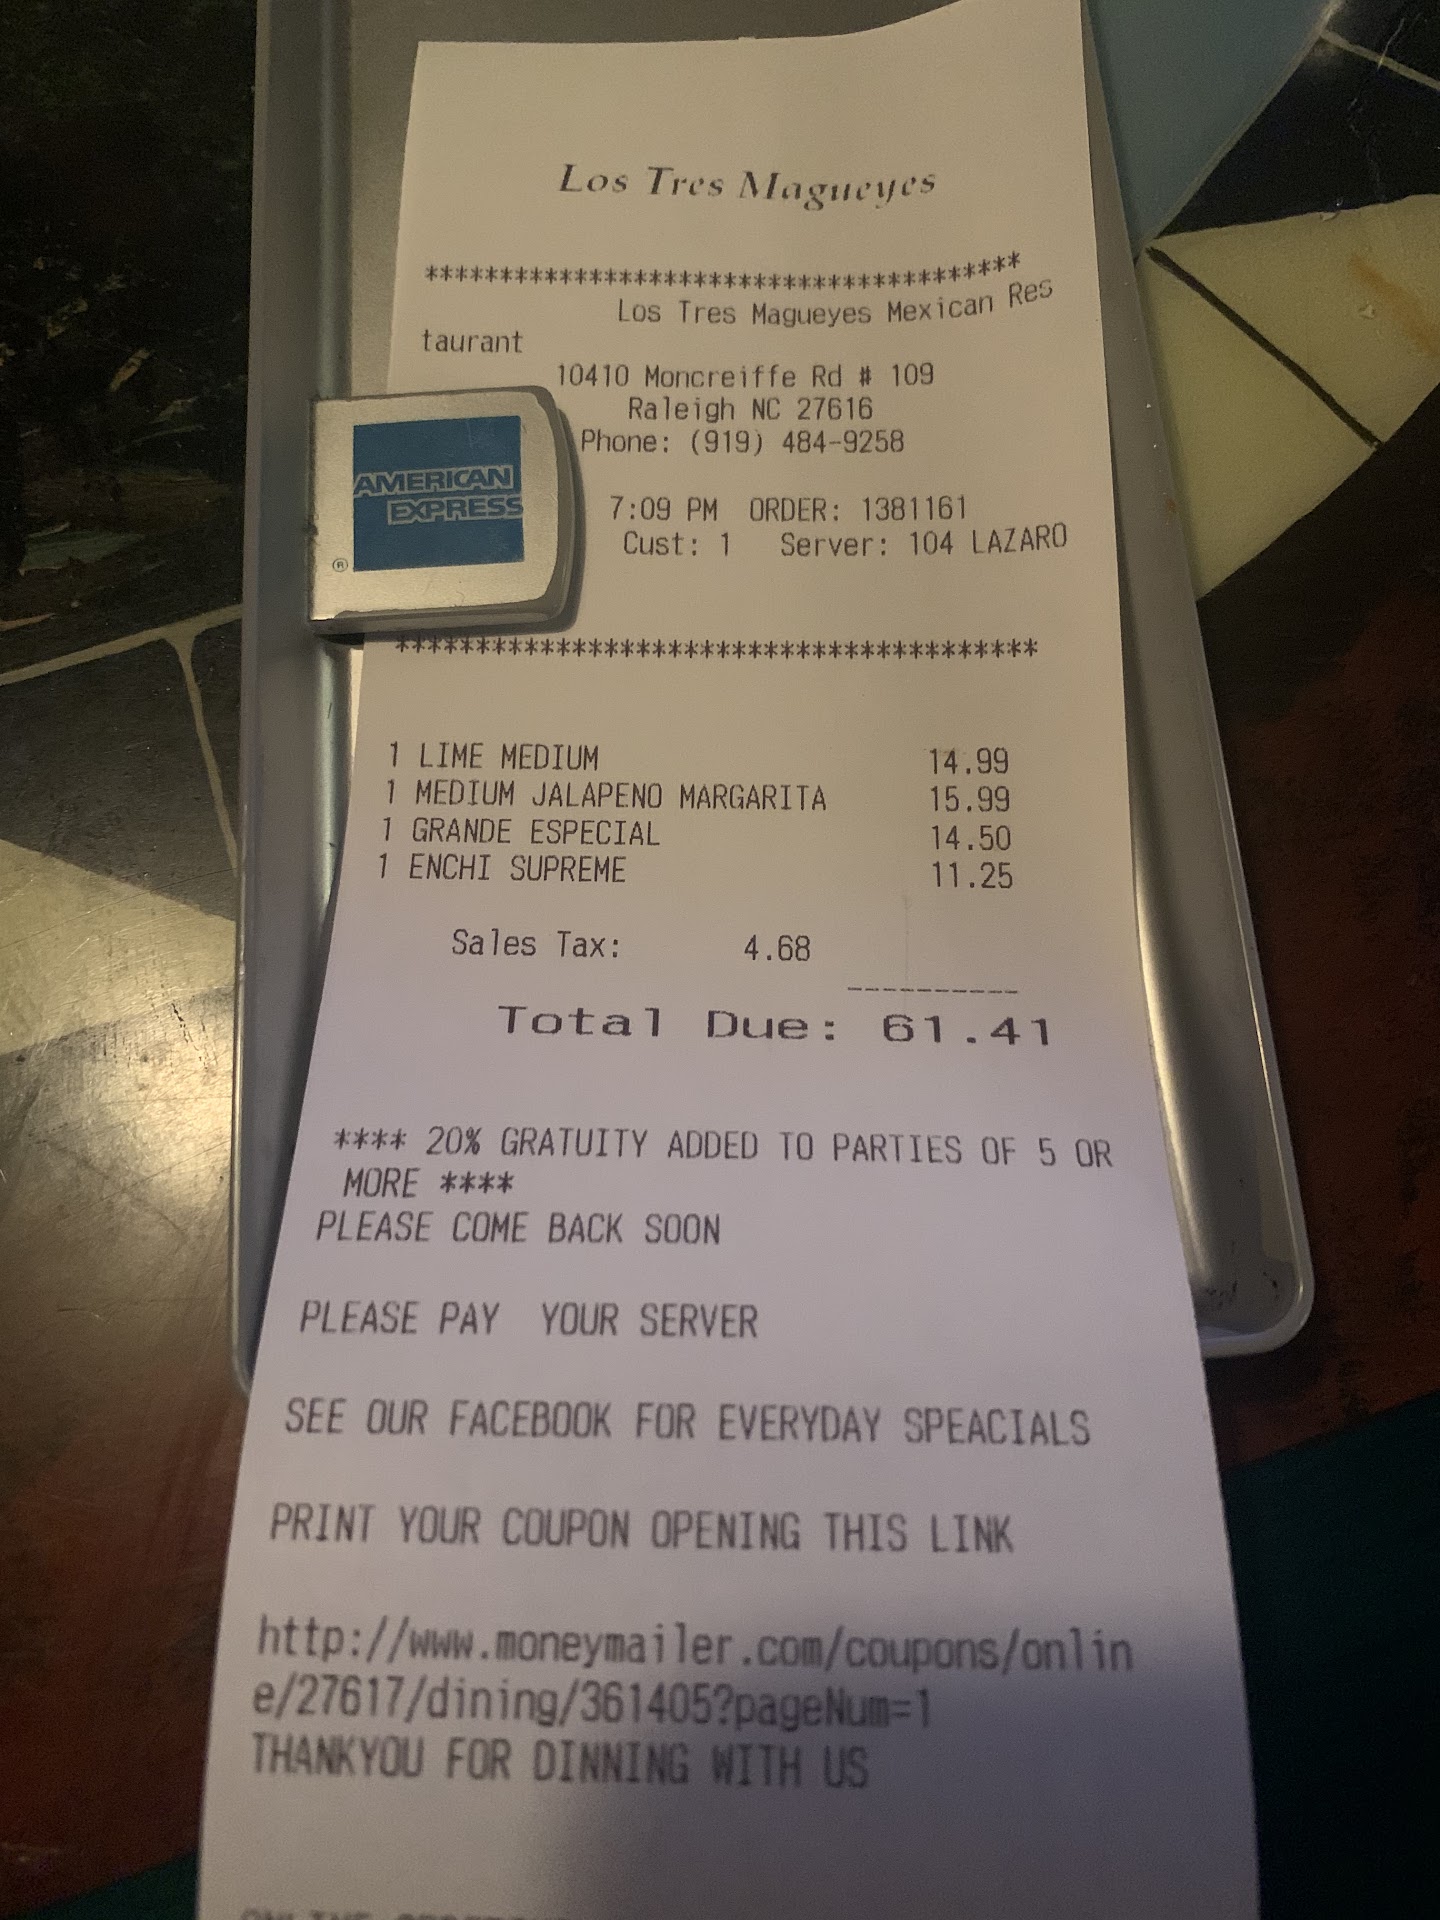 Los Tres Magueyes
****************************************
Los Tres Magueyes Mexican Res
taurant
10410 Moncreiffe Rd # 109
Raleigh NC 27616
Phone: (919) 484-9258
AMERICAN
EXPRESS
®
7:09 PM ORDER: 1381161
Cust: 1 Server: 104 LAZARO
****************************************
1 LIME MEDIUM 14.99
1 MEDIUM JALAPENO MARGARITA 15.99
1 GRANDE ESPECIAL 14.50
1 ENCHI SUPREME 11.25
Sales Tax: 4.68
----------
Total Due: 61.41
**** 20% GRATUITY ADDED TO PARTIES OF 5 OR
MORE ****
PLEASE COME BACK SOON
PLEASE PAY YOUR SERVER
SEE OUR FACEBOOK FOR EVERYDAY SPEACIALS
PRINT YOUR COUPON OPENING THIS LINK
http://www.moneymailer.com/coupons/onlin
e/27617/dining/361405?pageNum=1
THANKYOU FOR DINNING WITH US